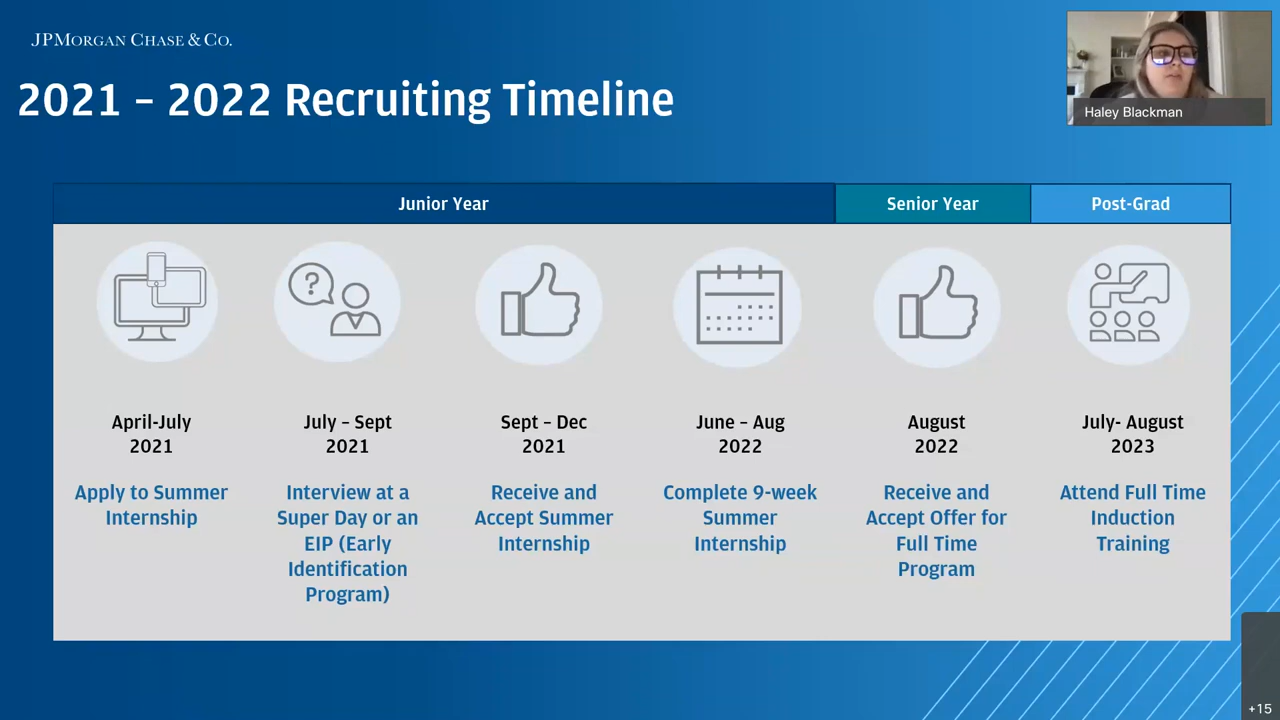 JPMORGAN CHASE & CO.
2021 – 2022 Recruiting Timeline
Haley Blackman
Junior Year
Senior Year
Post-Grad
?
April-July
2021
Apply to Summer
Internship
July – Sept
2021
Interview at a
Super Day or an
EIP (Early
Identification
Program)
Sept – Dec
2021
Receive and
Accept Summer
Internship
June – Aug
2022
Complete 9-week
Summer
Internship
August
2022
Receive and
Accept Offer for
Full Time
Program
July- August
2023
Attend Full Time
Induction
Training
+15